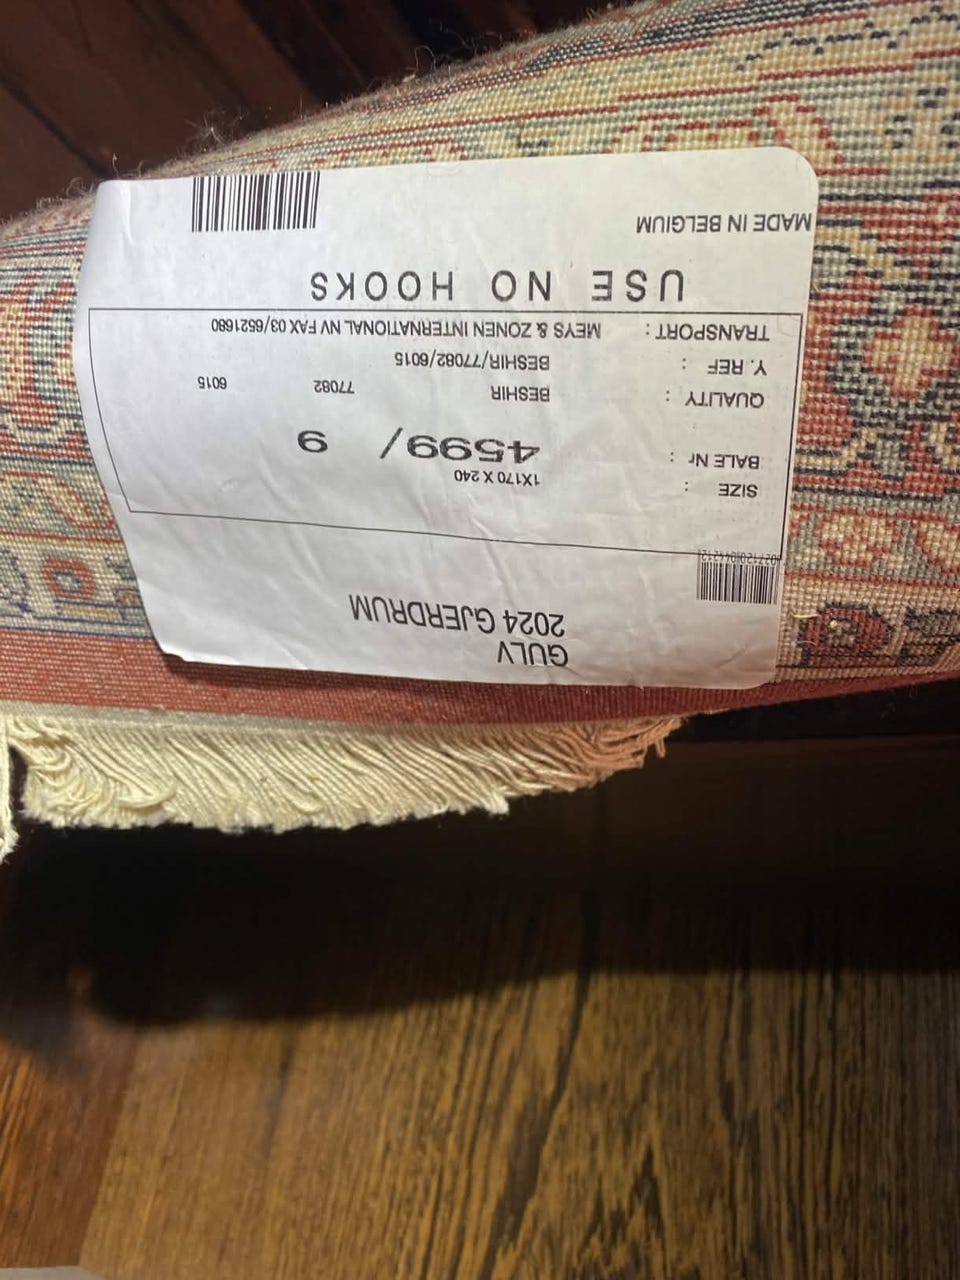 GULV
2024 GJERDRUM
SIZE : 1X170 X 240
BALE Nr : 4599/ 9
QUALITY : BESHIR 77082 6015
Y. REF : BESHIR/77082/6015
TRANSPORT : MEYS & ZONEN INTERNATIONAL NV FAX 03/6521680
USE NO HOOKS
MADE IN BELGIUM